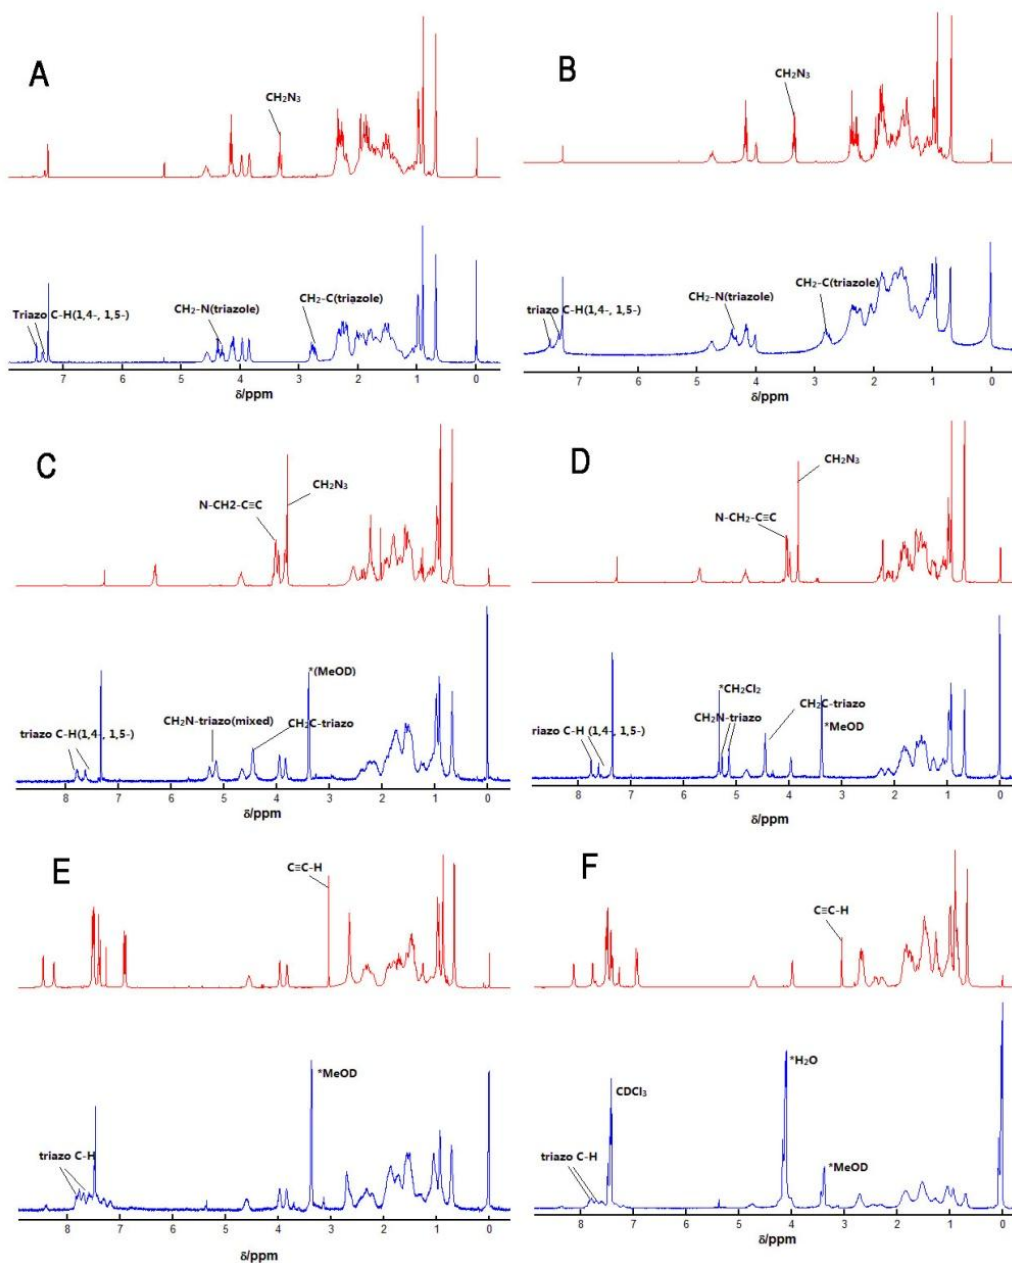 A
CH₂N₃
Triazo C-H(1,4-, 1,5-)
CH₂-N(triazole)
CH₂-C(triazole)
7 6 5 4 3 2 1 0
δ/ppm
B
CH₂N₃
triazo C-H(1,4-, 1,5-)
CH₂-N(triazole)
CH₂-C(triazole)
7 6 5 4 3 2 1 0
δ/ppm
C
N-CH2-C≡C
CH₂N₃
*(MeOD)
triazo C-H(1,4-, 1,5-)
CH₂N-triazo(mixed)
CH₂C-triazo
8 7 6 5 4 3 2 1 0
δ/ppm
D
CH₂N₃
N-CH₂-C≡C
*CH₂Cl₂
CH₂C-triazo
CH₂N-triazo
*MeOD
riazo C-H (1,4-, 1,5-)
8 7 6 5 4 3 2 1 0
δ/ppm
E
C≡C-H
*MeOD
triazo C-H
8 7 6 5 4 3 2 1 0
δ/ppm
F
C≡C-H
*H₂O
CDCl₃
triazo C-H
*MeOD
8 7 6 5 4 3 2 1 0
δ/ppm